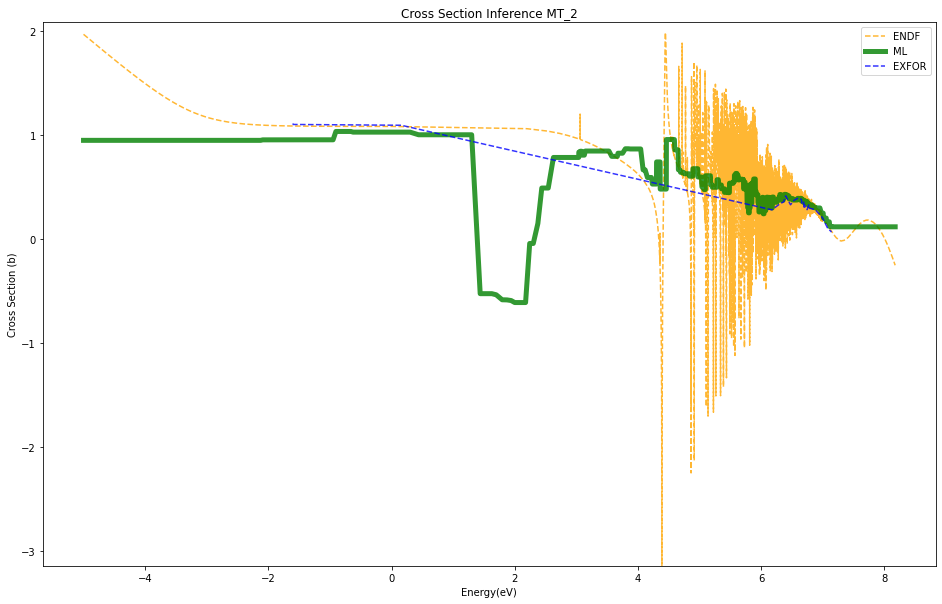 Cross Section Inference MT_2
ENDF
ML
EXFOR
Cross Section (b)
2
1
0
−1
−2
−3
−4
−2
0
2
4
6
8
Energy(eV)